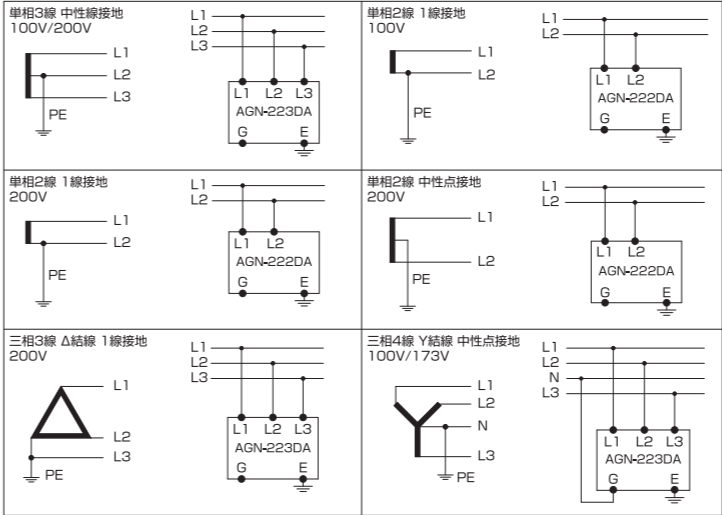 単相3線 中性線接地
100V/200V
L1
L2
L3
PE
L1
L2
L3
L1 L2 L3
AGN-223DA
G E
単相2線 1線接地
100V
L1
L2
PE
L1
L2
L1 L2
AGN-222DA
G E
単相2線 1線接地
200V
L1
L2
PE
L1
L2
L1 L2
AGN-222DA
G E
単相2線 中性点接地
200V
L1
L2
PE
L1
L2
L1 L2
AGN-222DA
G E
三相3線 Δ結線 1線接地
200V
L1
L2
L3
PE
L1
L2
L3
L1 L2 L3
AGN-223DA
G E
三相4線 Y結線 中性点接地
100V/173V
L1
L2
N
L3
PE
L1
L2
N
L3
L1 L2 L3
AGN-223DA
G E